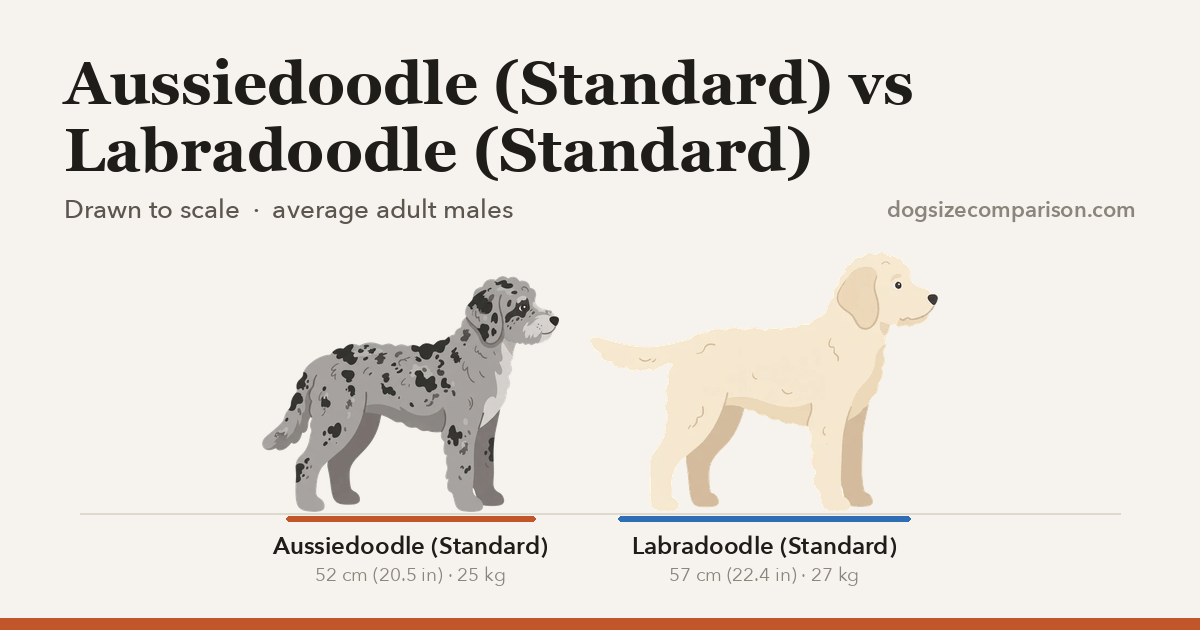 Aussiedoodle (Standard) vs
Labradoodle (Standard)
Drawn to scale · average adult males
dogsizecomparison.com
Aussiedoodle (Standard)
52 cm (20.5 in) · 25 kg
Labradoodle (Standard)
57 cm (22.4 in) · 27 kg